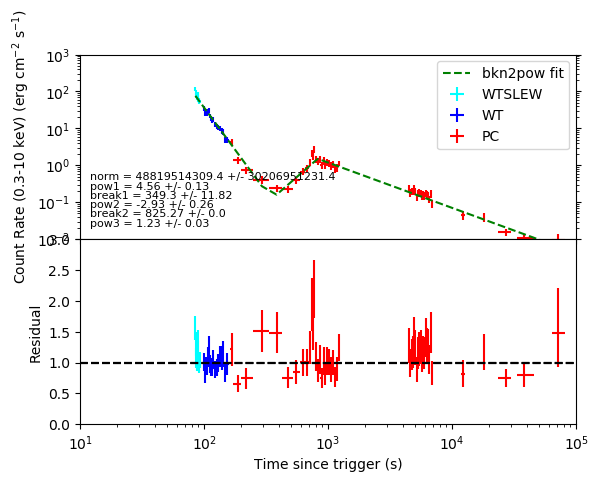 Count Rate (0.3-10 keV) (erg cm⁻² s⁻¹)
10³
10²
10¹
10⁰
10⁻¹
10⁻²
bkn2pow fit
WTSLEW
WT
PC
norm = 48819514309.4 +/- 30206951231.4
pow1 = 4.56 +/- 0.13
break1 = 349.3 +/- 11.82
pow2 = -2.93 +/- 0.26
break2 = 825.27 +/- 0.0
pow3 = 1.23 +/- 0.03
Residual
3.0
2.5
2.0
1.5
1.0
0.5
0.0
10¹ 10² 10³ 10⁴ 10⁵
Time since trigger (s)